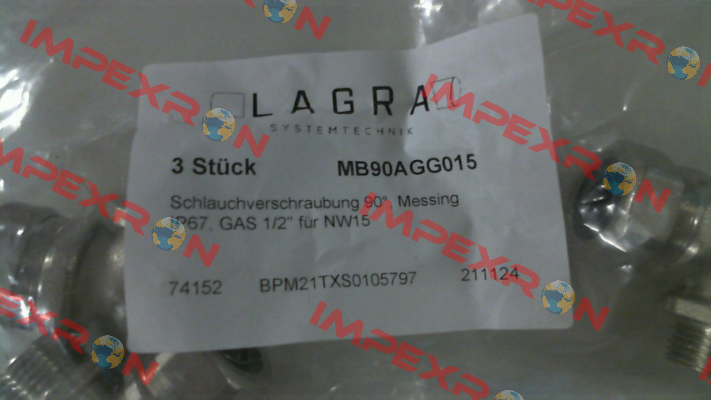 LAGRA
SYSTEMTECHNIK
3 Stück MB90AGG015
Schlauchverschraubung 90°, Messing
IP67, GAS 1/2" für NW15
74152 BPM21TXS0105797 211124
IMPEXRON
IMPEXRON
IMPEXRON
IMPEXRON
IMPEXRON
IMPEXRON